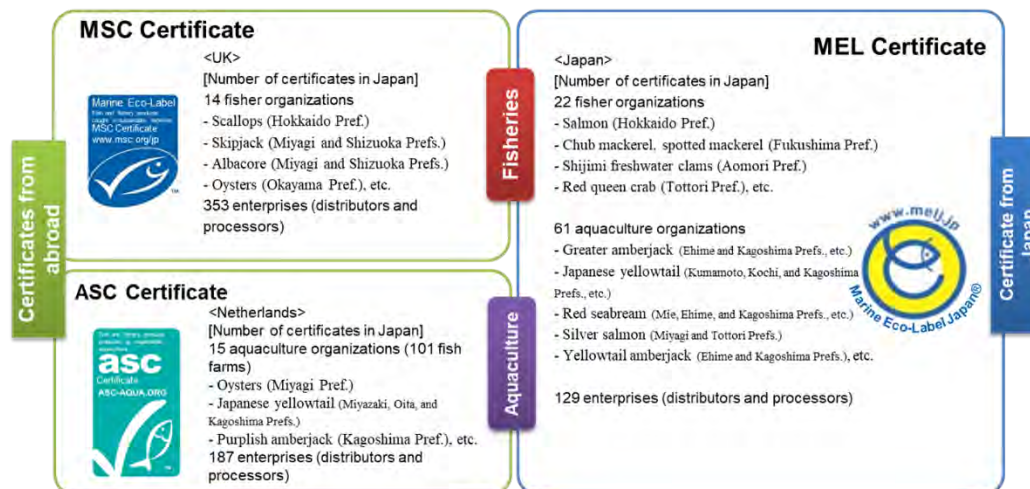 Certificates from abroad
MSC Certificate
<UK>
[Number of certificates in Japan]
14 fisher organizations
- Scallops (Hokkaido Pref.)
- Skipjack (Miyagi and Shizuoka Prefs.)
- Albacore (Miyagi and Shizuoka Prefs.)
- Oysters (Okayama Pref.), etc.
353 enterprises (distributors and
processors)
Marine Eco-Label
MSC Certificate
www.msc.org/jp
TM
ASC Certificate
<Netherlands>
[Number of certificates in Japan]
15 aquaculture organizations (101 fish
farms)
- Oysters (Miyagi Pref.)
- Japanese yellowtail (Miyazaki, Oita, and
Kagoshima Prefs.)
- Purplish amberjack (Kagoshima Pref.), etc.
187 enterprises (distributors and
processors)
asc
Certificate
ASC-AQUA.ORG
TM
Fisheries
Aquaculture
MEL Certificate
<Japan>
[Number of certificates in Japan]
22 fisher organizations
- Salmon (Hokkaido Pref.)
- Chub mackerel, spotted mackerel (Fukushima Pref.)
- Shijimi freshwater clams (Aomori Pref.)
- Red queen crab (Tottori Pref.), etc.
61 aquaculture organizations
- Greater amberjack (Ehime and Kagoshima Prefs., etc.)
- Japanese yellowtail (Kumamoto, Kochi, and Kagoshima
Prefs., etc.)
- Red seabream (Mie, Ehime, and Kagoshima Prefs., etc.)
- Silver salmon (Miyagi and Tottori Prefs.)
- Yellowtail amberjack (Ehime and Kagoshima Prefs.), etc.
129 enterprises (distributors and processors)
www.melj.jp
Marine Eco-Label Japan®
Certificate from
Japan